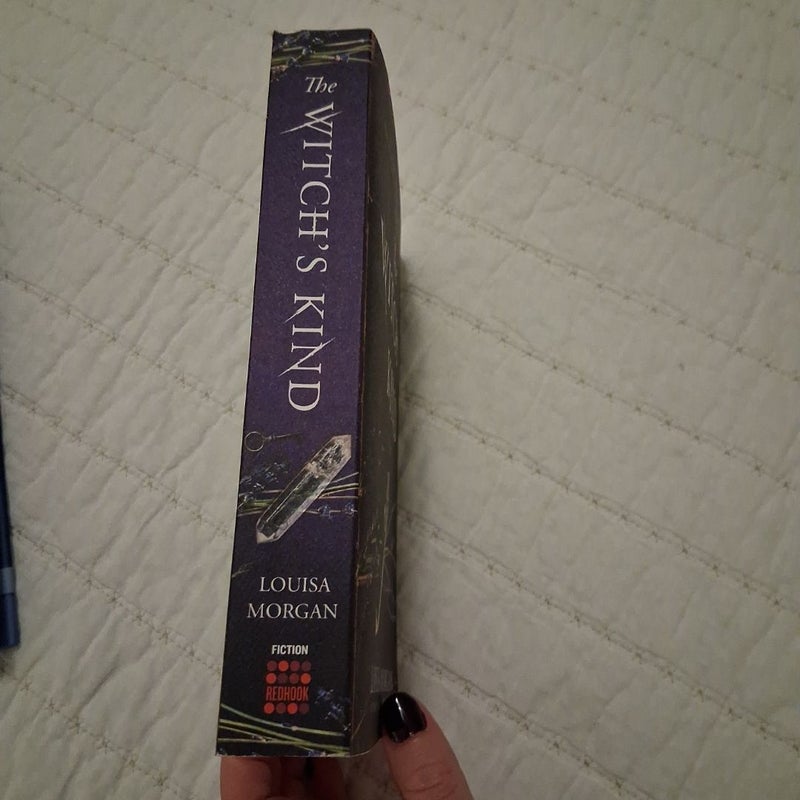 The
WITCH'S KIND
LOUISA
MORGAN
FICTION
REDHOOK